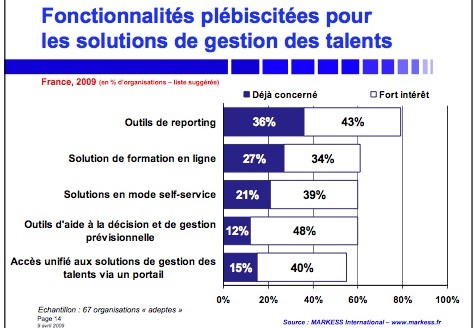 Fonctionnalités plébiscitées pour
les solutions de gestion des talents
France, 2009 (en % d'organisations – liste suggérée)
Déjà concerné Fort intérêt
Outils de reporting 36% 43%
Solution de formation en ligne 27% 34%
Solutions en mode self-service 21% 39%
Outils d'aide à la décision et de gestion
prévisionnelle 12% 48%
Accès unifié aux solutions de gestion des
talents via un portail 15% 40%
0% 20% 40% 60% 80% 100%
Echantillon : 67 organisations « adeptes »
Page 14
9 avril 2009
Source : MARKESS International – www.markess.fr